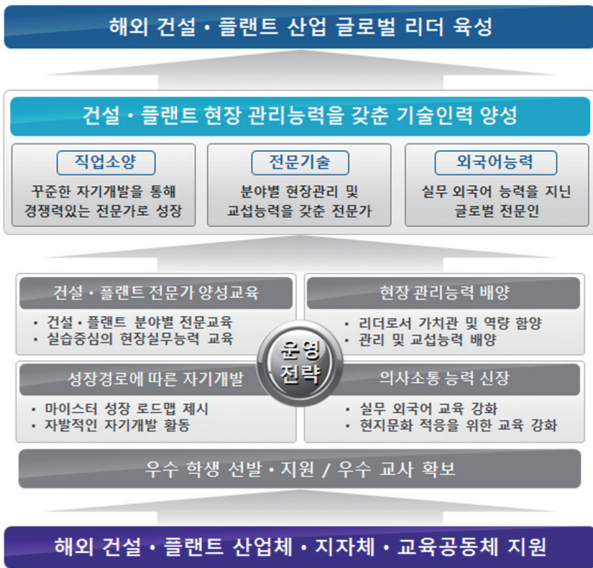 해외 건설 • 플랜트 산업 글로벌 리더 육성
건설 • 플랜트 현장 관리능력을 갖춘 기술인력 양성
직업소양
꾸준한 자기개발을 통해
경쟁력있는 전문가로 성장
전문기술
분야별 현장관리 및
교섭능력을 갖춘 전문가
외국어능력
실무 외국어 능력을 지닌
글로벌 전문인
건설 • 플랜트 전문가 양성교육
• 건설 • 플랜트 분야별 전문교육
• 실습중심의 현장실무능력 교육
현장 관리능력 배양
• 리더로서 가치관 및 역량 함양
• 관리 및 교섭능력 배양
운영
전략
성장경로에 따른 자기개발
• 마이스터 성장 로드맵 제시
• 자발적인 자기개발 활동
의사소통 능력 신장
• 실무 외국어 교육 강화
• 현지문화 적응을 위한 교육 강화
우수 학생 선발 • 지원 / 우수 교사 확보
해외 건설 • 플랜트 산업체 • 지자체 • 교육공동체 지원